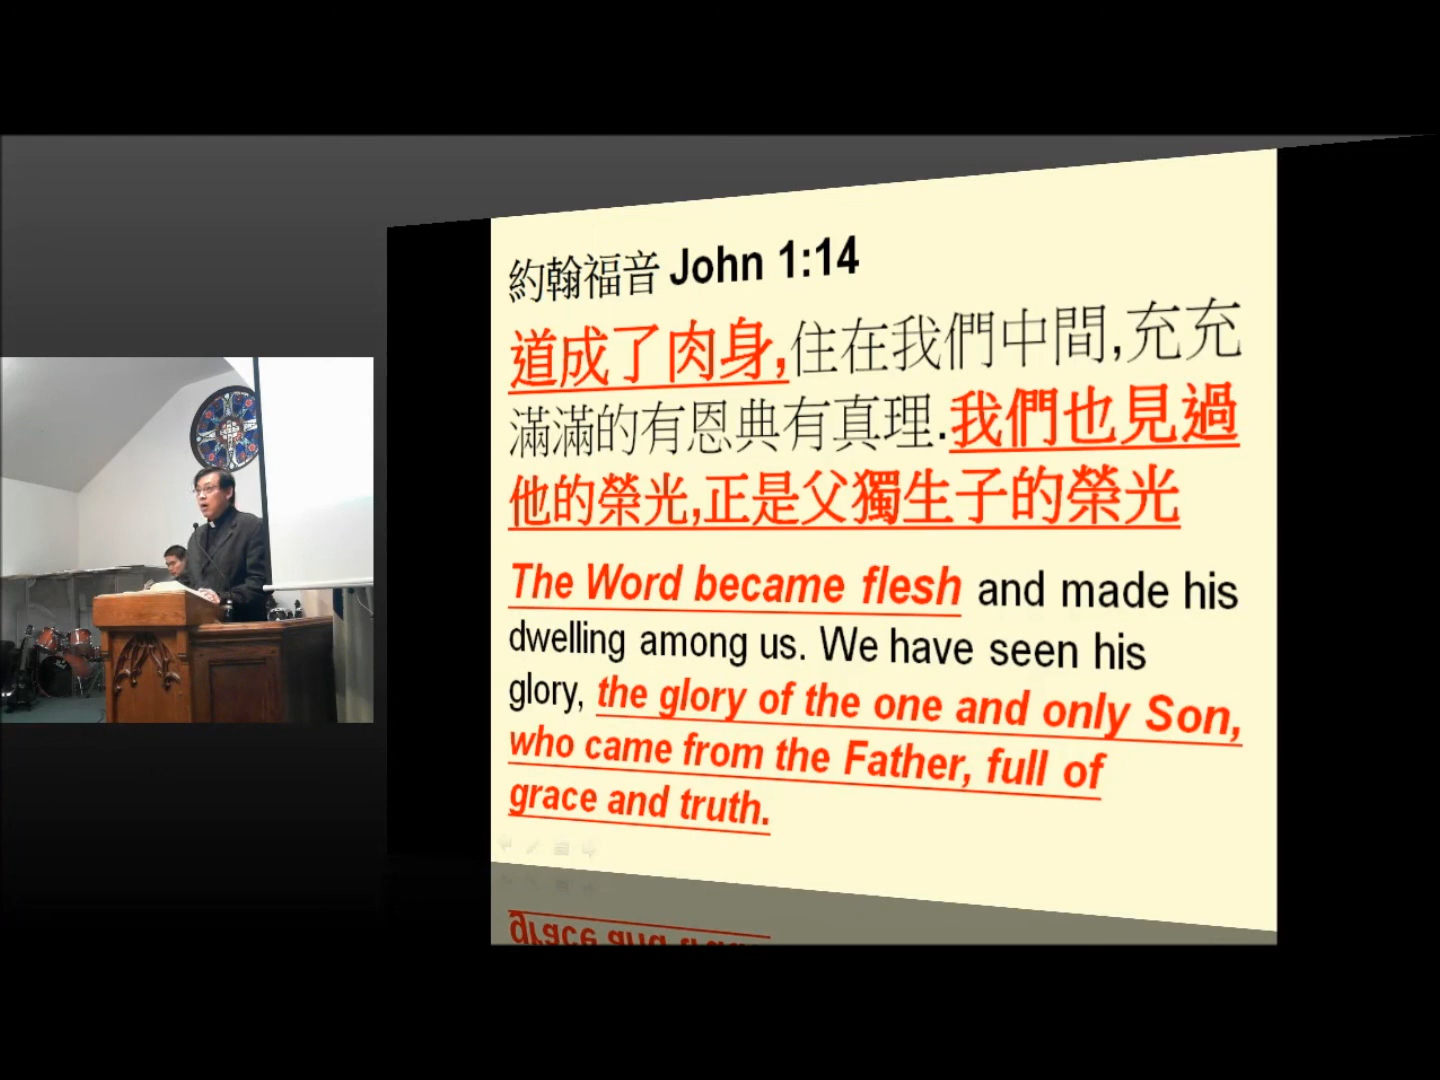 約翰福音 John 1:14
道成了肉身,住在我們中間,充充
滿滿的有恩典有真理.我們也見過
他的榮光,正是父獨生子的榮光
The Word became flesh and made his
dwelling among us. We have seen his
glory, the glory of the one and only Son,
who came from the Father, full of
grace and truth.